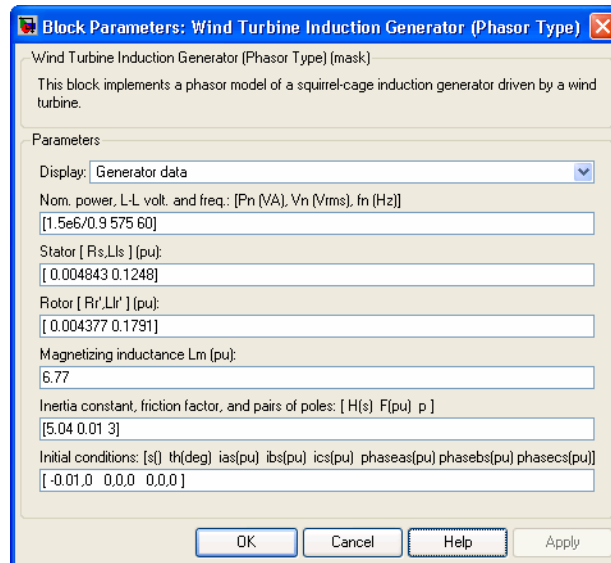 Block Parameters: Wind Turbine Induction Generator (Phasor Type)
Wind Turbine Induction Generator (Phasor Type) (mask)
This block implements a phasor model of a squirrel-cage induction generator driven by a wind
turbine.
Parameters
Display: Generator data
Nom. power, L-L volt. and freq.: [Pn (VA), Vn (Vrms), fn (Hz)]
[1.5e6/0.9 575 60]
Stator [ Rs,Lls ] (pu):
[ 0.004843 0.1248]
Rotor [ Rr',Llr' ] (pu):
[ 0.004377 0.1791]
Magnetizing inductance Lm (pu):
6.77
Inertia constant, friction factor, and pairs of poles: [ H(s) F(pu) p ]
[5.04 0.01 3]
Initial conditions: [s() th(deg) ias(pu) ibs(pu) ics(pu) phaseas(pu) phasebs(pu) phasecs(pu)]
[ -0.01,0 0,0,0 0,0,0 ]
OK Cancel Help Apply